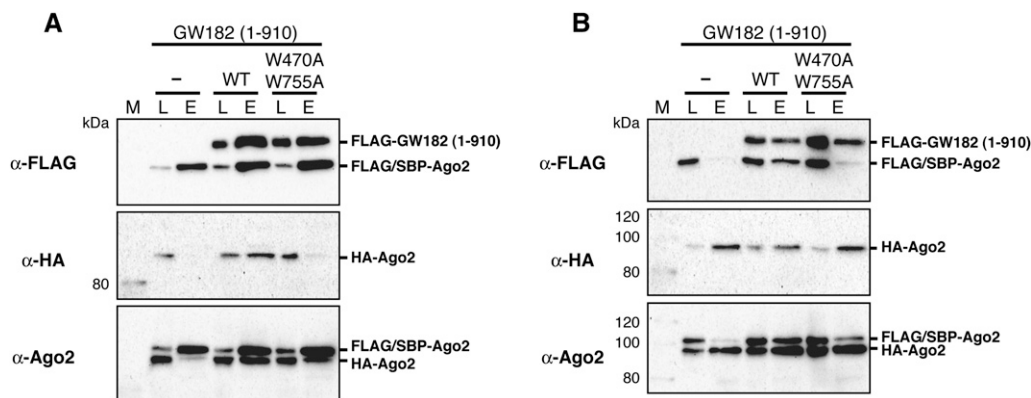 A
GW182 (1-910)
– WT W470A
W755A
M L E L E L E
kDa
α-FLAG
FLAG-GW182 (1-910)
FLAG/SBP-Ago2
α-HA
HA-Ago2
80
α-Ago2
FLAG/SBP-Ago2
HA-Ago2
B
GW182 (1-910)
– WT W470A
W755A
M L E L E L E
kDa
α-FLAG
FLAG-GW182 (1-910)
FLAG/SBP-Ago2
120
100
α-HA
HA-Ago2
80
120
100
α-Ago2
FLAG/SBP-Ago2
HA-Ago2
80